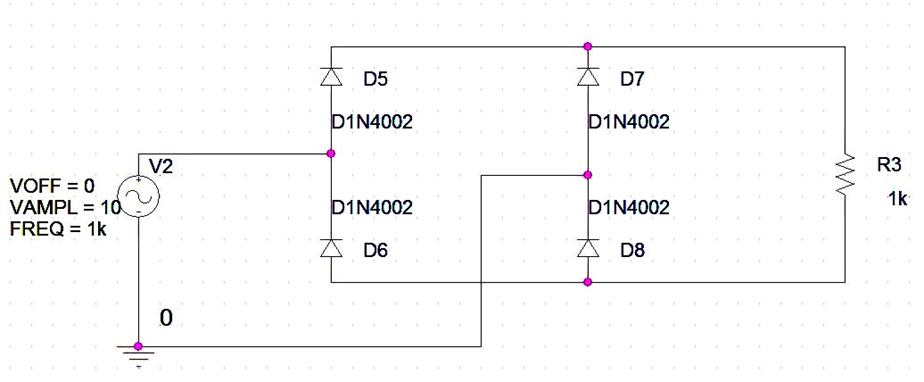 D5
D7
D1N4002
D1N4002
V2
VOFF = 0
VAMPL = 10
FREQ = 1k
R3
1k
D1N4002
D1N4002
D6
D8
0
+
-